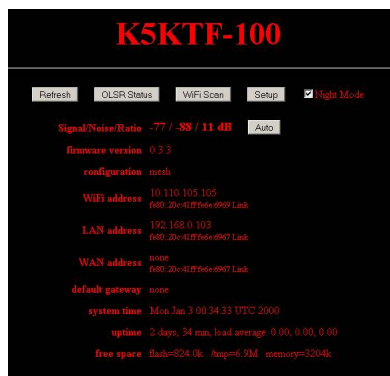 K5KTF-100
Refresh OLSR Status WiFi Scan Setup Night Mode
Signal/Noise/Ratio -77 / -88 / 11 dB Auto
firmware version 0.3.3
configuration mesh
WiFi address 10.110.105.105
fe80::20c:41ff:fe6e:6969 Link
LAN address 192.168.0.103
fe80::20c:41ff:fe6e:6967 Link
WAN address none
fe80::20c:41ff:fe6e:6967 Link
default gateway none
system time Mon Jan 3 00:34:33 UTC 2000
uptime 2 days, 34 min, load average: 0.00, 0.00, 0.00
free space flash=824.0k /tmp=6.9M memory=3204k